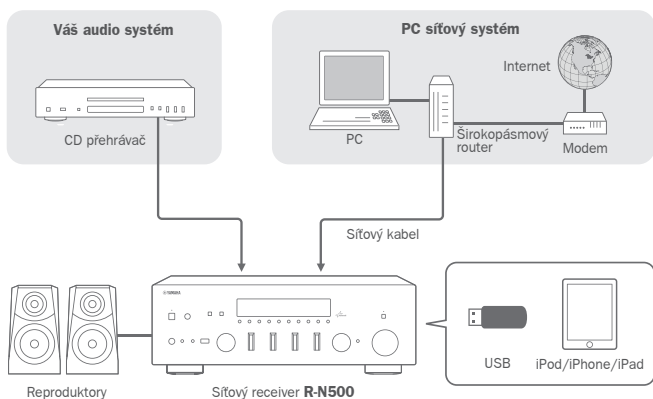 Váš audio systém
CD přehrávač
PC síťový systém
Internet
PC
Širokopásmový
router
Modem
Síťový kabel
YAMAHA
USB
iPod/iPhone/iPad
Reproduktory
Síťový receiver R-N500